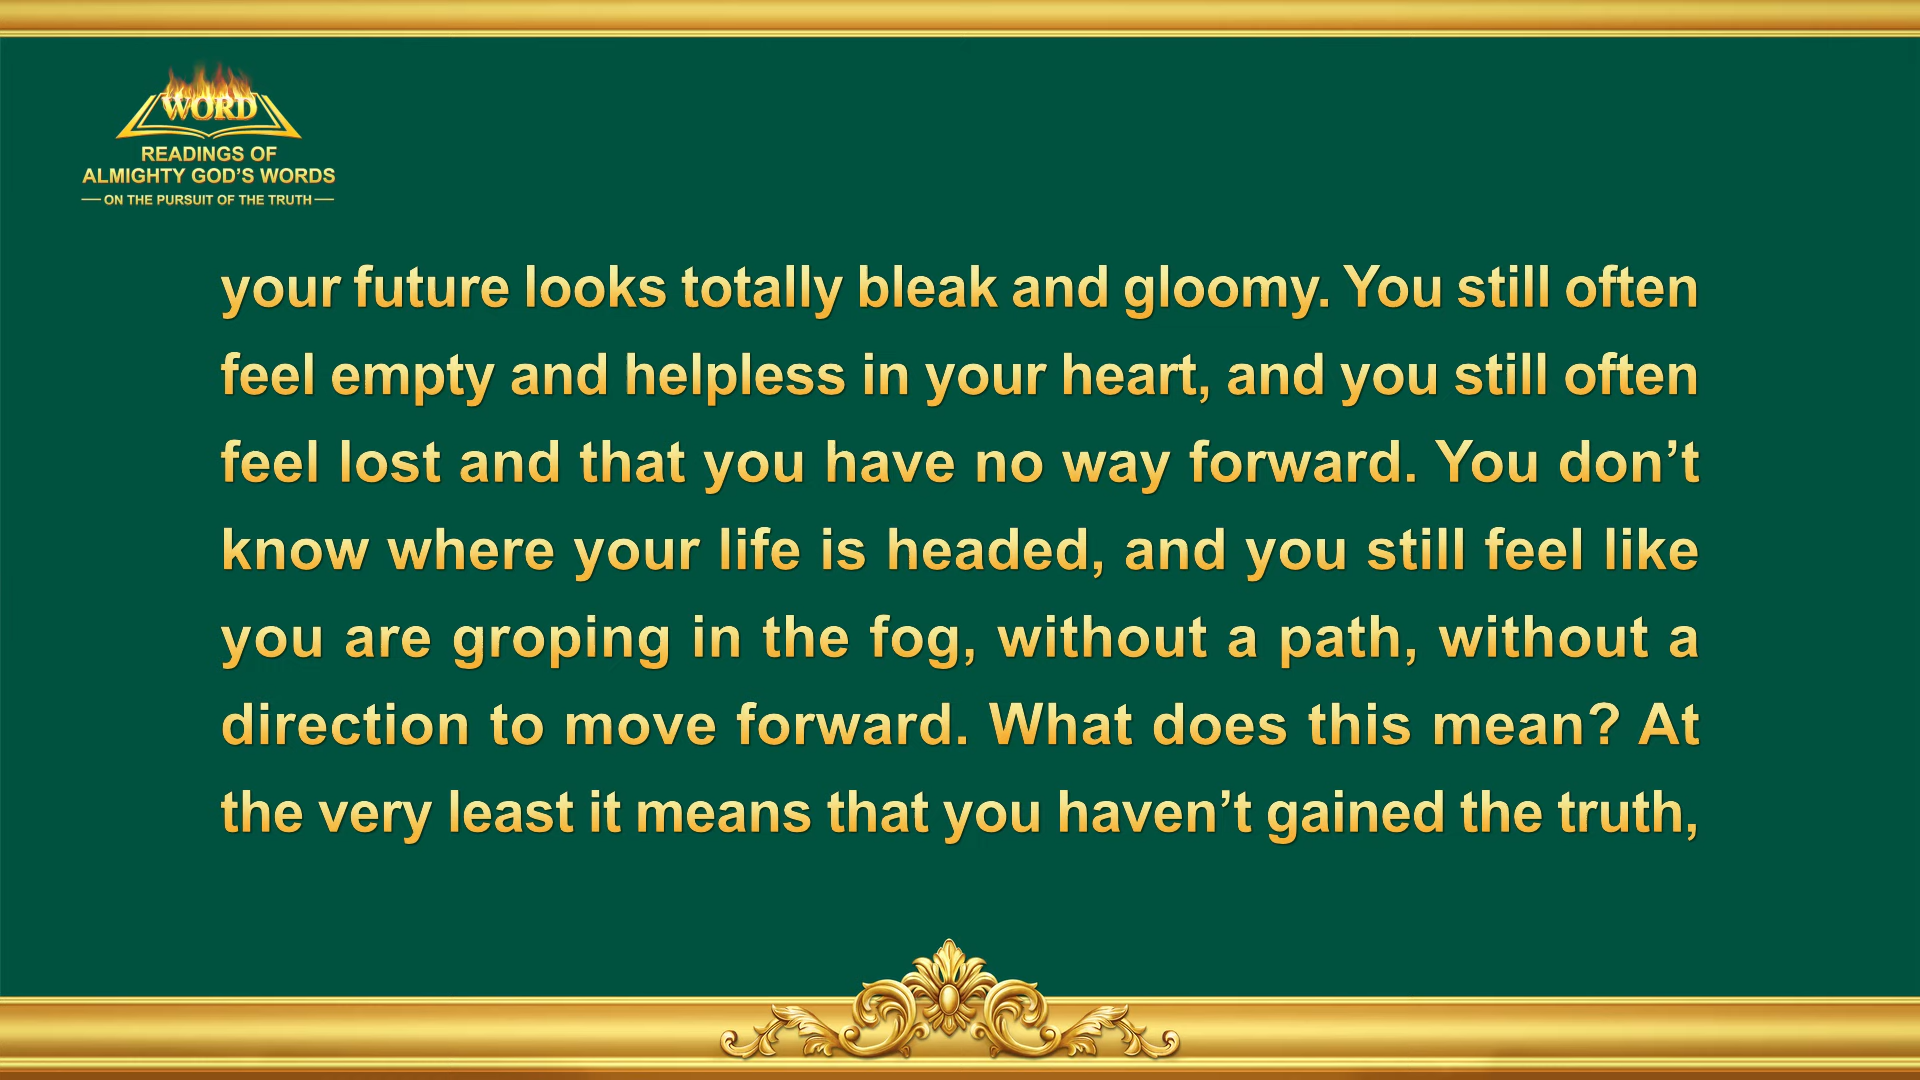 WORD
READINGS OF
ALMIGHTY GOD’S WORDS
ON THE PURSUIT OF THE TRUTH
your future looks totally bleak and gloomy. You still often
feel empty and helpless in your heart, and you still often
feel lost and that you have no way forward. You don’t
know where your life is headed, and you still feel like
you are groping in the fog, without a path, without a
direction to move forward. What does this mean? At
the very least it means that you haven’t gained the truth,